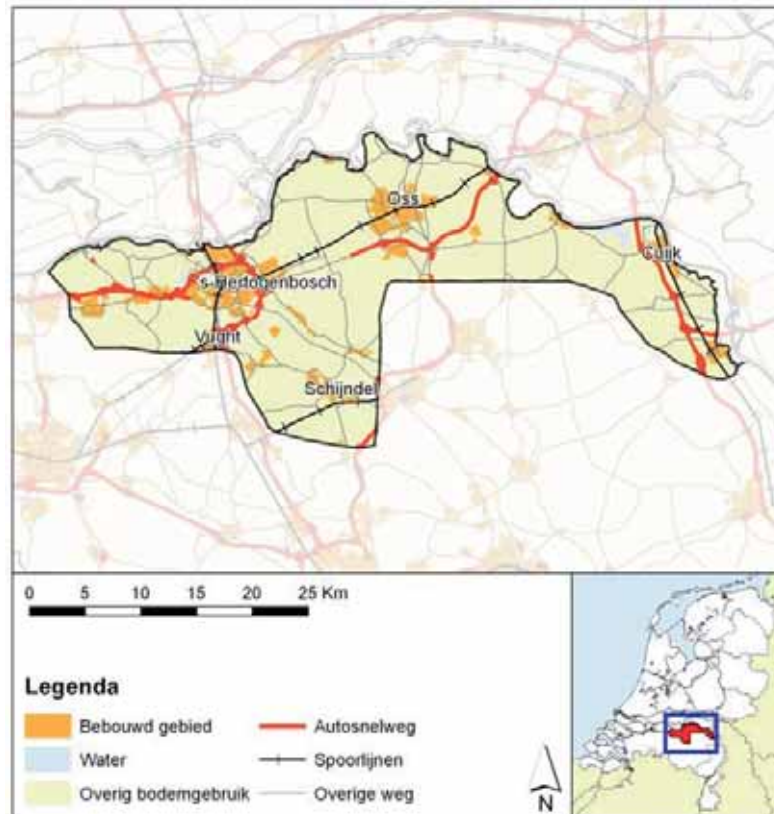 Oss
Cuijk
's-Hertogenbosch
Vught
Schijndel
0 5 10 15 20 25 Km
Legenda
Bebouwd gebied
Autosnelweg
Water
Spoorlijnen
Overig bodemgebruik
Overige weg
N